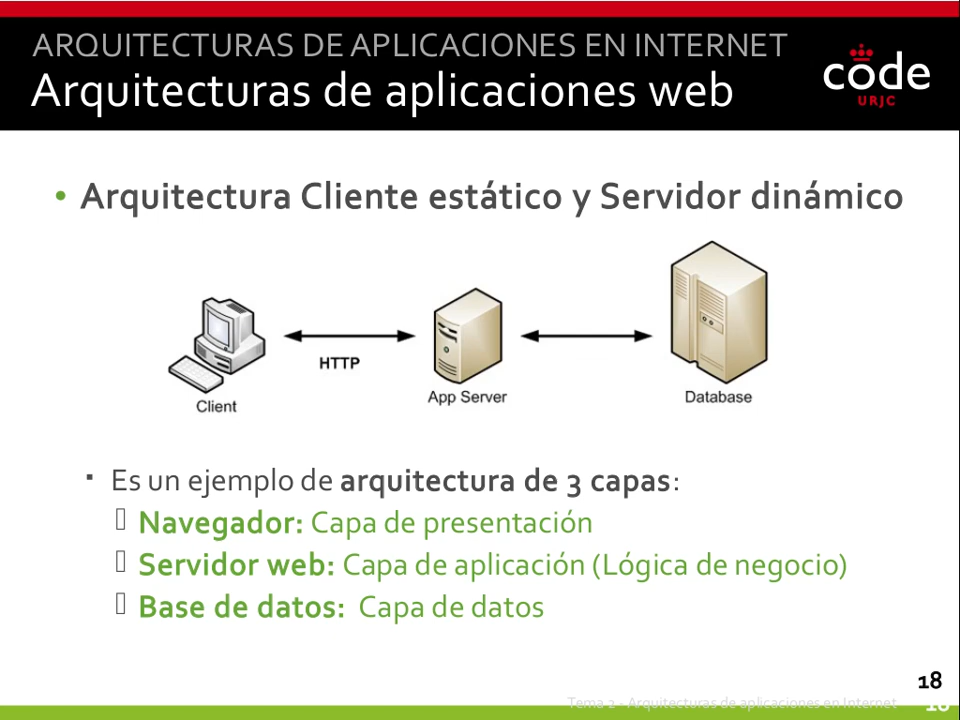 ARQUITECTURAS DE APLICACIONES EN INTERNET
Arquitecturas de aplicaciones web
code
URJC
• Arquitectura Cliente estático y Servidor dinámico
HTTP
Client
App Server
Database
▪ Es un ejemplo de arquitectura de 3 capas:
Navegador: Capa de presentación
Servidor web: Capa de aplicación (Lógica de negocio)
Base de datos: Capa de datos
18
Tema 2 - Arquitecturas de aplicaciones en Internet
18